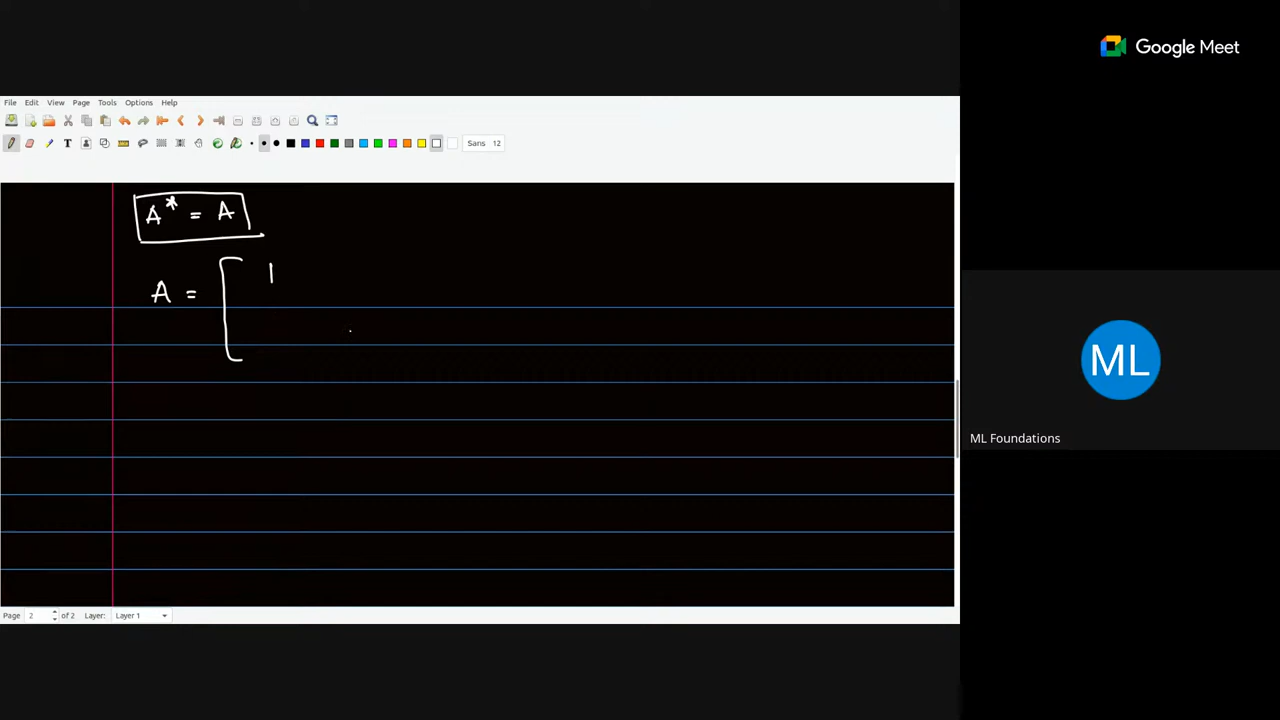 Google Meet
File Edit View Page Tools Options Help
T Sans 12
A* = A
A = [ 1
ML
ML Foundations
Page 2 of 2 Layer: Layer 1